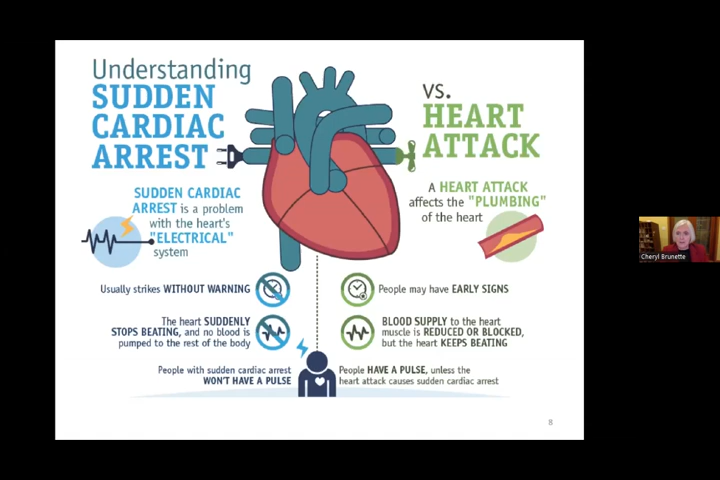 Understanding
SUDDEN
CARDIAC
ARREST
VS.
HEART
ATTACK
SUDDEN CARDIAC
ARREST is a problem
with the heart's
"ELECTRICAL"
system
A HEART ATTACK
affects the "PLUMBING"
of the heart
Usually strikes WITHOUT WARNING
People may have EARLY SIGNS
The heart SUDDENLY
STOPS BEATING, and no blood is
pumped to the rest of the body
BLOOD SUPPLY to the heart
muscle is REDUCED OR BLOCKED,
but the heart KEEPS BEATING
People with sudden cardiac arrest
WON'T HAVE A PULSE
People HAVE A PULSE, unless the
heart attack causes sudden cardiac arrest
8
Cheryl Brunette